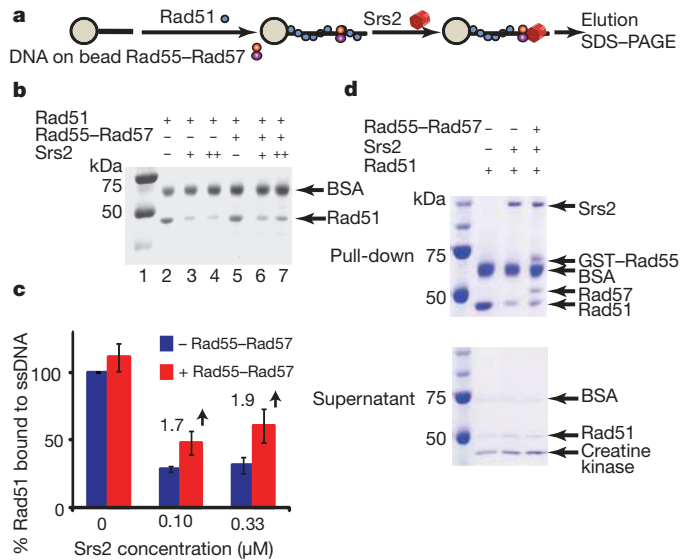 a
Rad51
Srs2
Elution
DNA on bead Rad55–Rad57
SDS–PAGE
b
Rad51 + + + + + +
Rad55–Rad57 – – – + + +
Srs2 – + ++ – + ++
kDa
75
50
BSA
Rad51
1 2 3 4 5 6 7
c
% Rad51 bound to ssDNA
100
50
0
– Rad55–Rad57
+ Rad55–Rad57
1.7
1.9
0 0.10 0.33
Srs2 concentration (µM)
d
Rad55–Rad57 – – +
Srs2 – + +
Rad51 + + +
kDa
Srs2
Pull-down
75
GST–Rad55
BSA
Rad57
50
Rad51
Supernatant
75
BSA
50
Rad51
Creatine
kinase